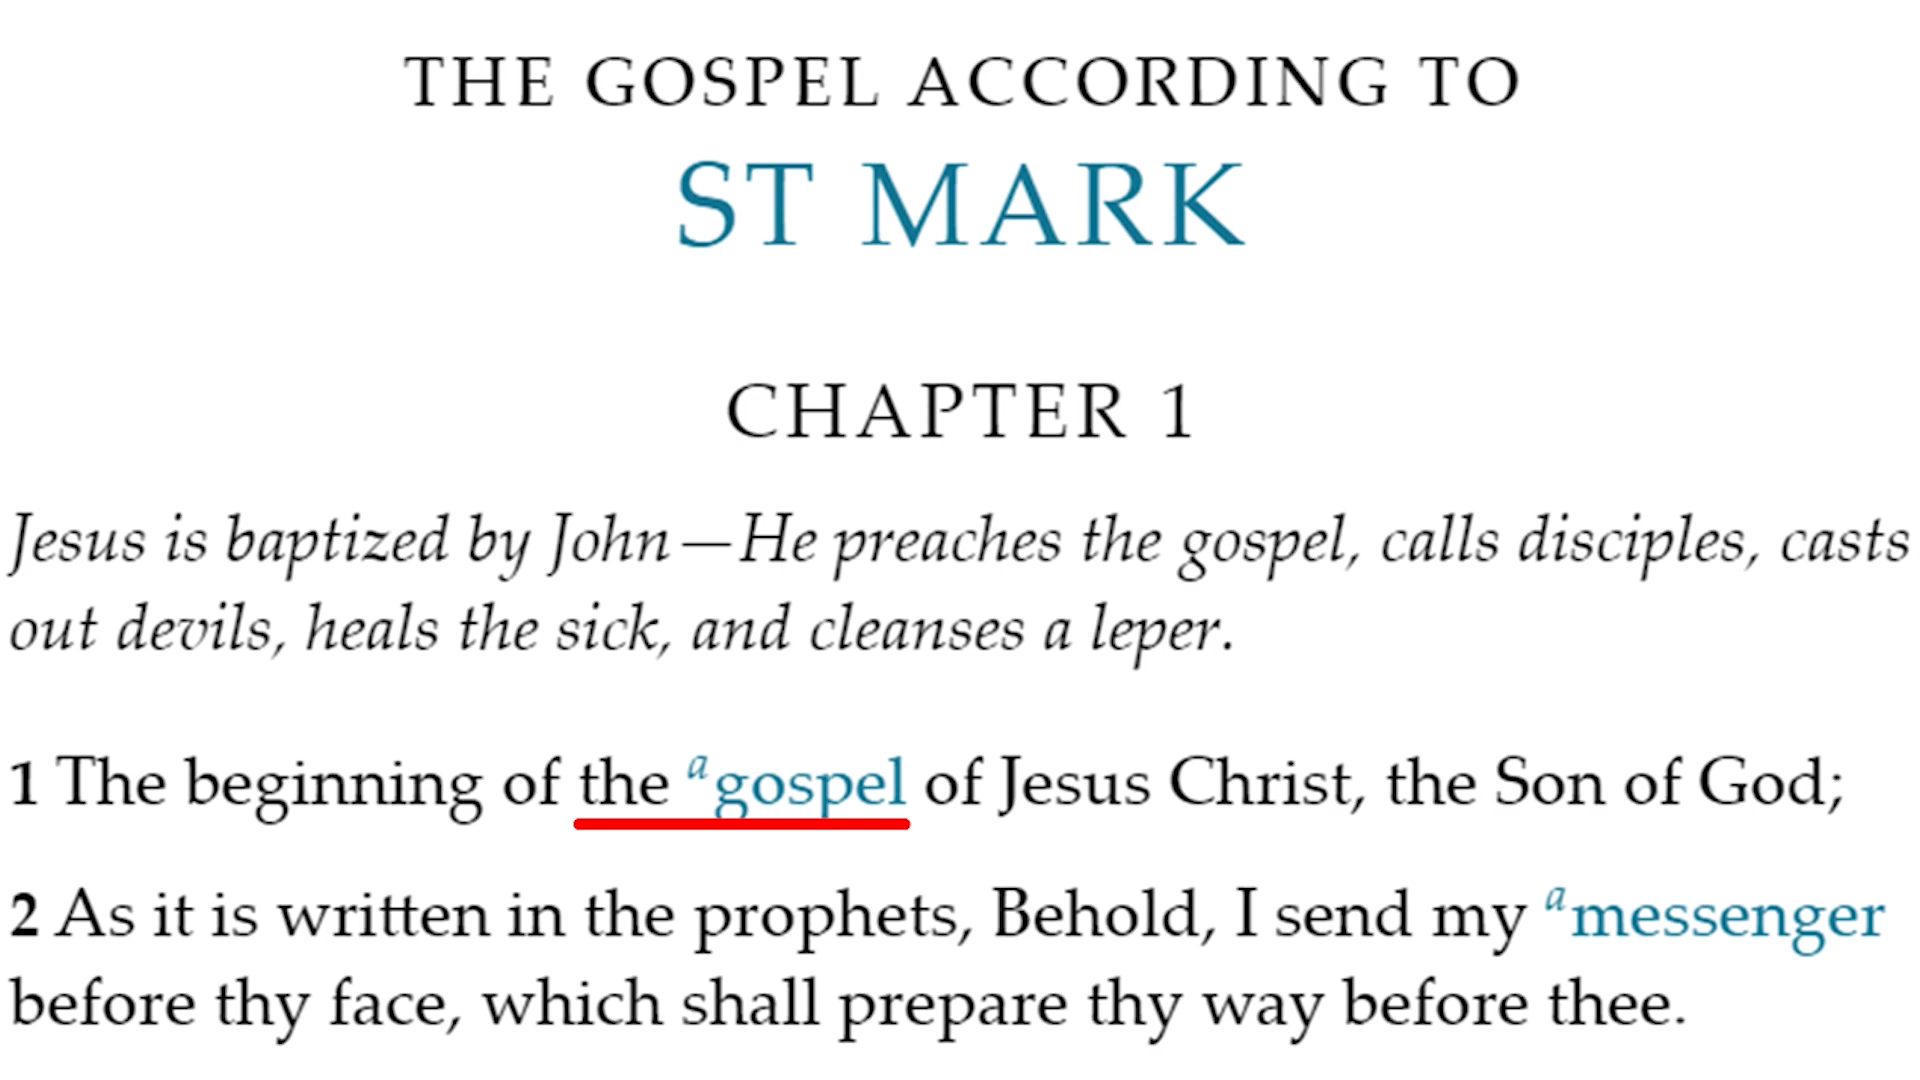 THE GOSPEL ACCORDING TO
ST MARK
CHAPTER 1
Jesus is baptized by John—He preaches the gospel, calls disciples, casts
out devils, heals the sick, and cleanses a leper.
1 The beginning of the a gospel of Jesus Christ, the Son of God;
2 As it is written in the prophets, Behold, I send my a messenger
before thy face, which shall prepare thy way before thee.